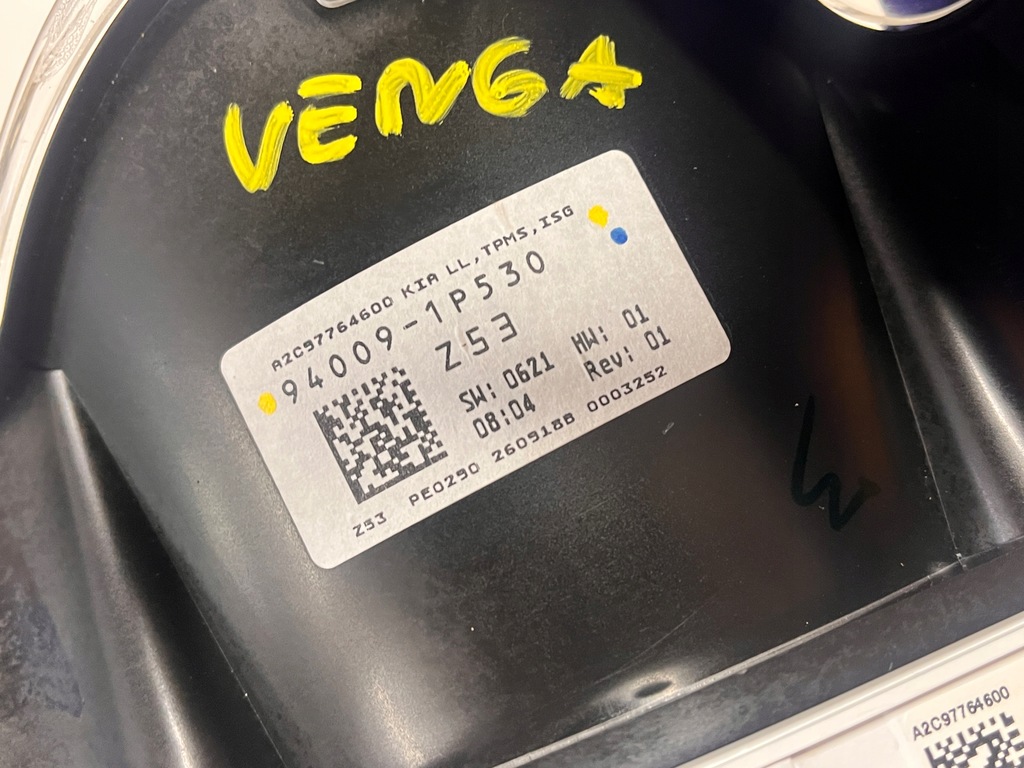 VENGA
A2C97764600 KIA LL,TPMS,ISG
94009-1P530
Z53
SW: 0621 HW: 01
08:04 Rev: 01
Z53 PE0290 260918B 0003252
A2C97764600